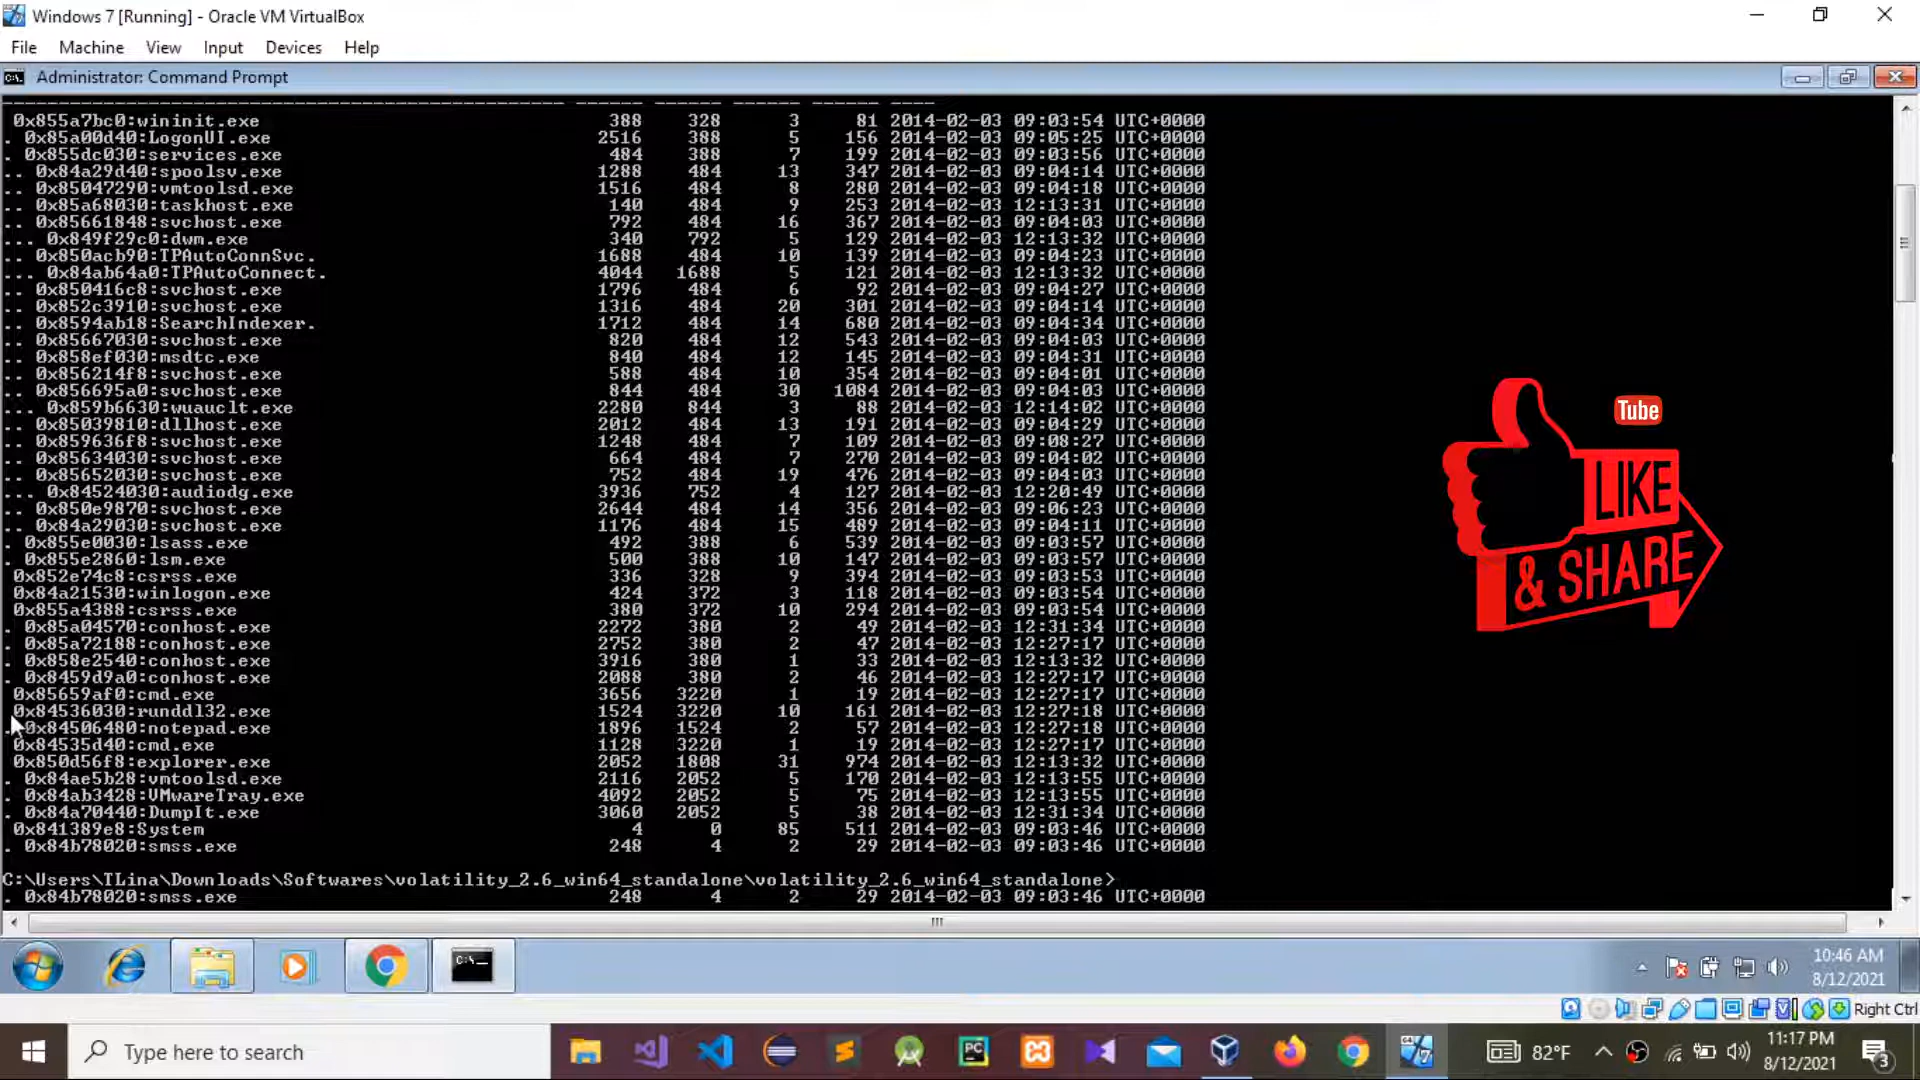 Windows 7 [Running] - Oracle VM VirtualBox
File Machine View Input Devices Help
Administrator: Command Prompt
0x855a7bc0:wininit.exe 388 328 3 81 2014-02-03 09:03:54 UTC+0000
. 0x85a00d40:LogonUI.exe 2516 388 5 156 2014-02-03 09:05:25 UTC+0000
. 0x855dc030:services.exe 484 388 7 199 2014-02-03 09:03:56 UTC+0000
.. 0x84a29d40:spoolsv.exe 1288 484 13 347 2014-02-03 09:04:14 UTC+0000
.. 0x85047290:vmtoolsd.exe 1516 484 8 280 2014-02-03 09:04:18 UTC+0000
.. 0x85a68030:taskhost.exe 140 484 9 253 2014-02-03 12:13:31 UTC+0000
.. 0x85661848:svchost.exe 792 484 16 367 2014-02-03 09:04:03 UTC+0000
... 0x849f29c0:dwm.exe 340 792 5 129 2014-02-03 12:13:32 UTC+0000
.. 0x850acb90:TPAutoConnSvc. 1688 484 10 139 2014-02-03 09:04:23 UTC+0000
... 0x84ab64a0:TPAutoConnect. 4044 1688 5 121 2014-02-03 12:13:32 UTC+0000
.. 0x850416c8:svchost.exe 1796 484 6 92 2014-02-03 09:04:27 UTC+0000
.. 0x852c3910:svchost.exe 1316 484 20 301 2014-02-03 09:04:14 UTC+0000
.. 0x8594ab18:SearchIndexer. 1712 484 14 680 2014-02-03 09:04:34 UTC+0000
.. 0x85667030:svchost.exe 820 484 12 543 2014-02-03 09:04:03 UTC+0000
.. 0x858ef030:msdtc.exe 840 484 12 145 2014-02-03 09:04:31 UTC+0000
.. 0x856214f8:svchost.exe 588 484 10 354 2014-02-03 09:04:01 UTC+0000
.. 0x856695a0:svchost.exe 844 484 30 1084 2014-02-03 09:04:03 UTC+0000
... 0x859b6630:wuauclt.exe 2280 844 3 88 2014-02-03 12:14:02 UTC+0000
.. 0x85039810:dllhost.exe 2012 484 13 191 2014-02-03 09:04:29 UTC+0000
.. 0x859636f8:svchost.exe 1248 484 7 109 2014-02-03 09:08:27 UTC+0000
.. 0x85634030:svchost.exe 664 484 7 270 2014-02-03 09:04:02 UTC+0000
.. 0x85652030:svchost.exe 752 484 19 476 2014-02-03 09:04:03 UTC+0000
... 0x84524030:audiodg.exe 3936 752 4 127 2014-02-03 12:20:49 UTC+0000
.. 0x850e9870:svchost.exe 2644 484 14 356 2014-02-03 09:06:23 UTC+0000
.. 0x84a29030:svchost.exe 1176 484 15 489 2014-02-03 09:04:11 UTC+0000
. 0x855e0030:lsass.exe 492 388 6 539 2014-02-03 09:03:57 UTC+0000
. 0x855e2860:lsm.exe 500 388 10 147 2014-02-03 09:03:57 UTC+0000
0x852e74c8:csrss.exe 336 328 9 394 2014-02-03 09:03:53 UTC+0000
0x84a21530:winlogon.exe 424 372 3 118 2014-02-03 09:03:54 UTC+0000
0x855a4388:csrss.exe 380 372 10 294 2014-02-03 09:03:54 UTC+0000
. 0x85a04570:conhost.exe 2272 380 2 49 2014-02-03 12:31:34 UTC+0000
. 0x85a72188:conhost.exe 2752 380 2 47 2014-02-03 12:27:17 UTC+0000
. 0x858e2540:conhost.exe 3916 380 1 33 2014-02-03 12:13:32 UTC+0000
. 0x8459d9a0:conhost.exe 2088 380 2 46 2014-02-03 12:27:17 UTC+0000
0x85659af0:cmd.exe 3656 3220 1 19 2014-02-03 12:27:17 UTC+0000
0x84536030:runddl32.exe 1524 3220 10 161 2014-02-03 12:27:18 UTC+0000
. 0x84506480:notepad.exe 1896 1524 2 57 2014-02-03 12:27:18 UTC+0000
0x84535d40:cmd.exe 1128 3220 1 19 2014-02-03 12:27:17 UTC+0000
0x850d56f8:explorer.exe 2052 1808 31 974 2014-02-03 12:13:32 UTC+0000
. 0x84ae5b28:vmtoolsd.exe 2116 2052 5 170 2014-02-03 12:13:55 UTC+0000
. 0x84ab3428:VMwareTray.exe 4092 2052 5 75 2014-02-03 12:13:55 UTC+0000
. 0x84a70440:DumpIt.exe 3060 2052 5 38 2014-02-03 12:31:34 UTC+0000
0x841389e8:System 4 0 85 511 2014-02-03 09:03:46 UTC+0000
. 0x84b78020:smss.exe 248 4 2 29 2014-02-03 09:03:46 UTC+0000
C:\Users\TLina\Downloads\Softwares\volatility_2.6_win64_standalone\volatility_2.6_win64_standalone>
. 0x84b78020:smss.exe 248 4 2 29 2014-02-03 09:03:46 UTC+0000
Tube
LIKE
& SHARE
10:46 AM
8/12/2021
Right Ctrl
Type here to search
PC
82°F
11:17 PM
8/12/2021
3